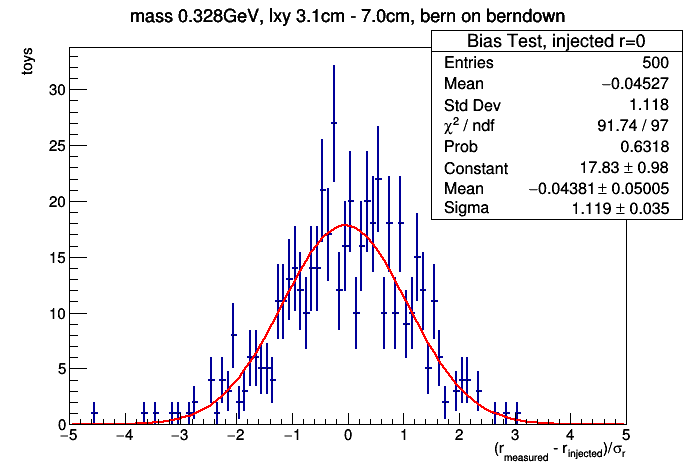 mass 0.328GeV, lxy 3.1cm - 7.0cm, bern on berndown
toys
Bias Test, injected r=0
Entries 500
Mean −0.04527
Std Dev 1.118
χ² / ndf 91.74 / 97
Prob 0.6318
Constant 17.83 ± 0.98
Mean −0.04381 ± 0.05005
Sigma 1.119 ± 0.035
30
25
20
15
10
5
0
−5 −4 −3 −2 −1 0 1 2 3 4 5
(r_measured - r_injected)/σ_r